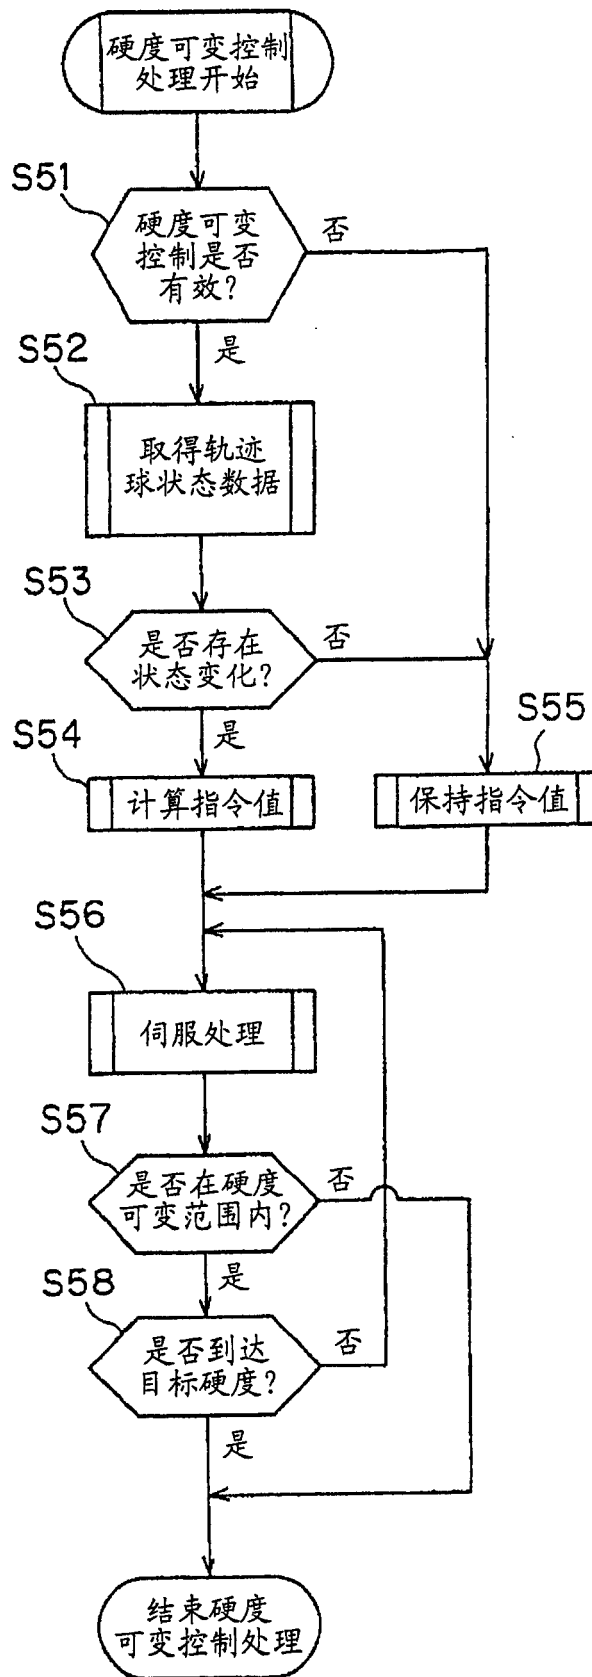 硬度可变控制
处理开始
S51
硬度可变
控制是否
有效?
否
是
S52
取得轨迹
球状态数据
S53
是否存在
状态变化?
否
是
S54
计算指令值
S55
保持指令值
S56
伺服处理
S57
是否在硬度
可变范围内?
否
是
S58
是否到达
目标硬度?
否
是
结束硬度
可变控制处理